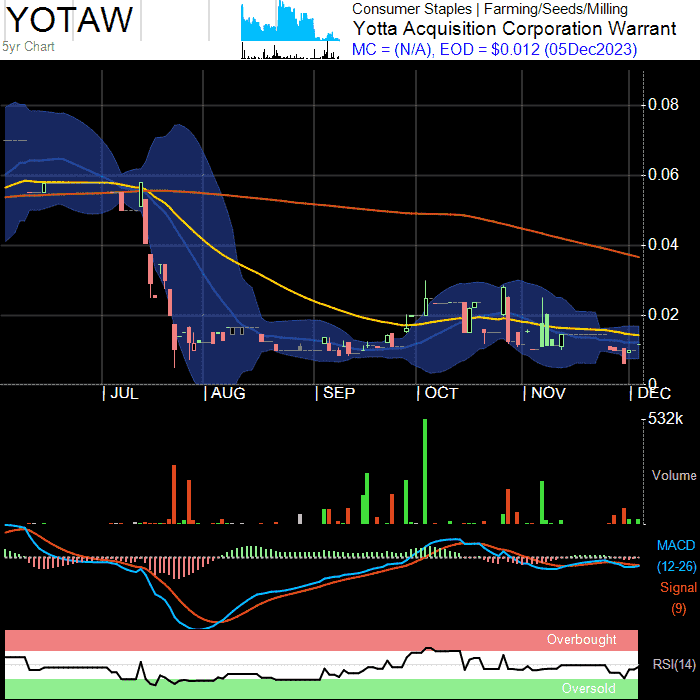 YOTAW
5yr Chart
Consumer Staples | Farming/Seeds/Milling
Yotta Acquisition Corporation Warrant
MC = (N/A), EOD = $0.012 (05Dec2023)
0.08
0.06
0.04
0.02
0
JUL AUG SEP OCT NOV DEC
532k
Volume
MACD
(12-26)
Signal
(9)
Overbought
RSI(14)
Oversold